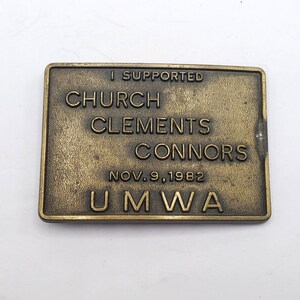 I SUPPORTED
CHURCH
CLEMENTS
CONNORS
NOV. 9, 1982
UMWA